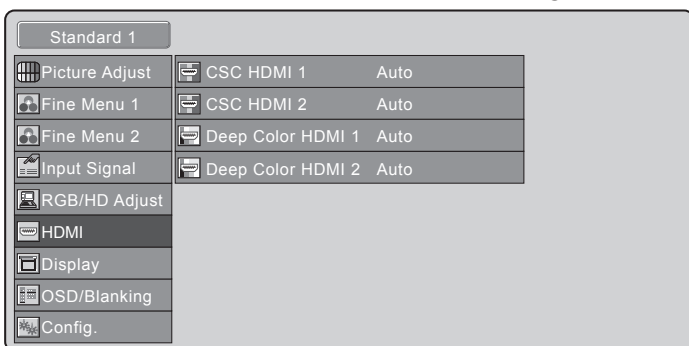 Standard 1
Picture Adjust
CSC HDMI 1 Auto
Fine Menu 1
CSC HDMI 2 Auto
Fine Menu 2
Deep Color HDMI 1 Auto
Input Signal
Deep Color HDMI 2 Auto
RGB/HD Adjust
HDMI
Display
OSD/Blanking
Config.